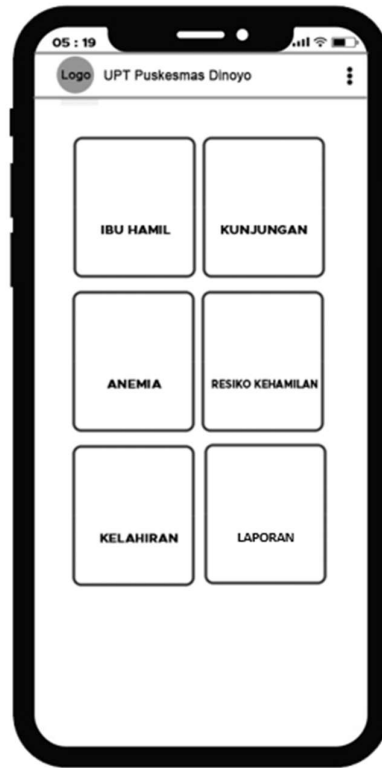 05 : 19
Logo UPT Puskesmas Dinoyo
IBU HAMIL
KUNJUNGAN
ANEMIA
RESIKO KEHAMILAN
KELAHIRAN
LAPORAN